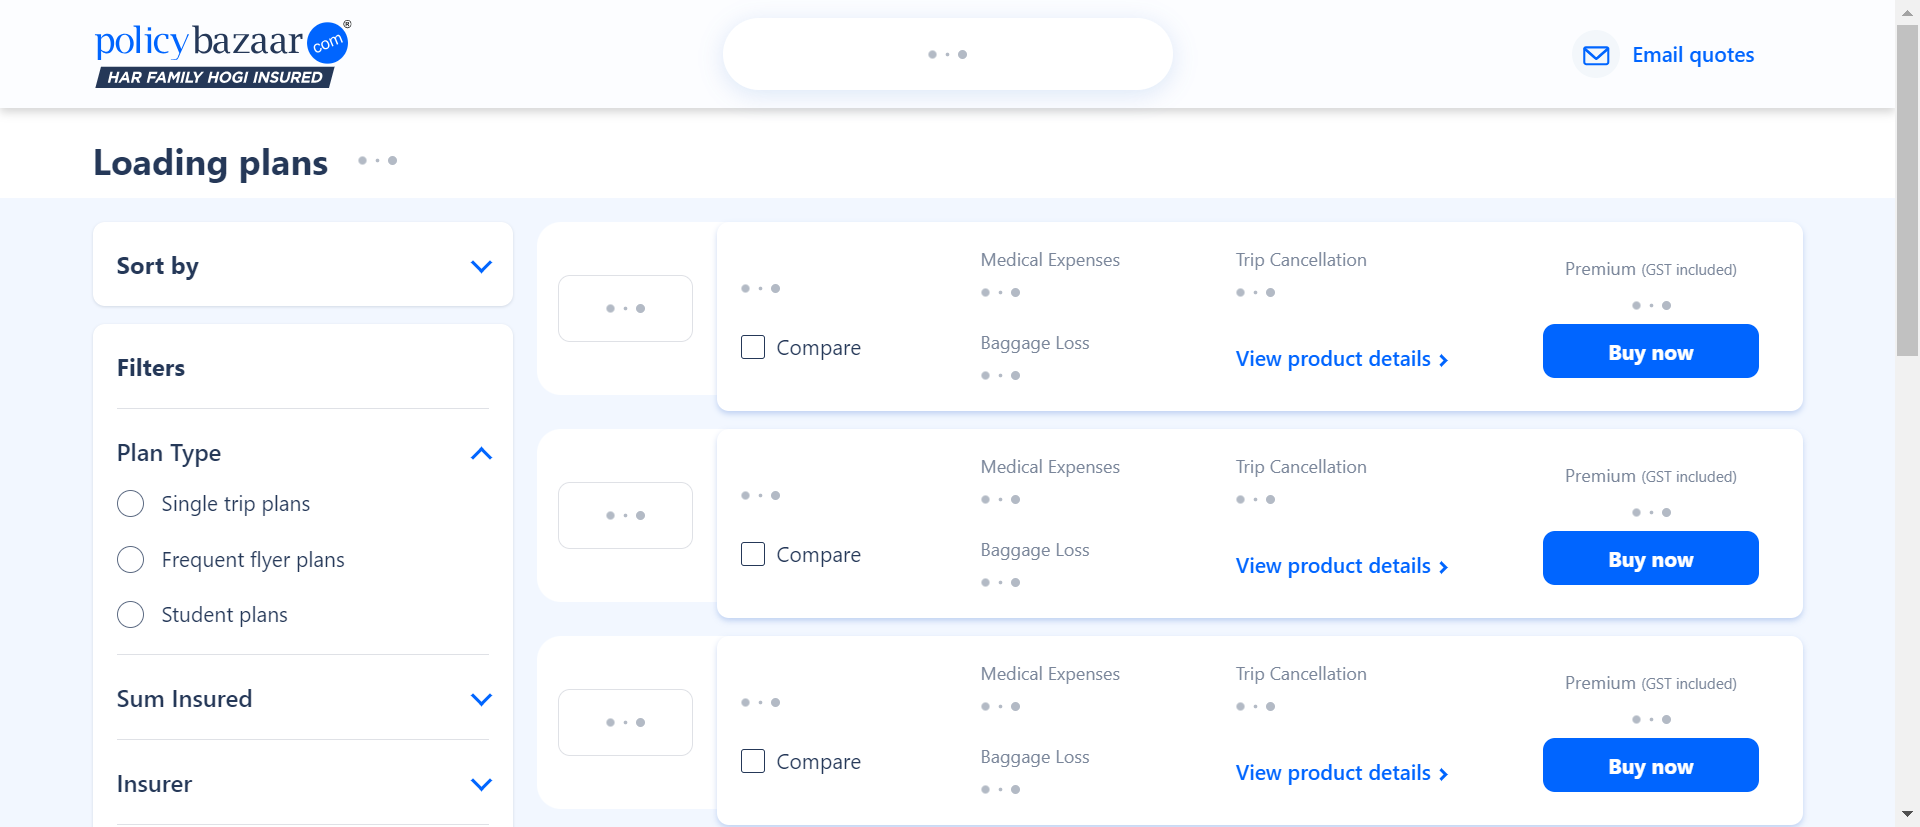 policybazaar com ®
HAR FAMILY HOGI INSURED
Email quotes
Loading plans
Sort by
Filters
Plan Type
Single trip plans
Frequent flyer plans
Student plans
Sum Insured
Insurer
Medical Expenses
Trip Cancellation
Premium (GST included)
Compare
Baggage Loss
View product details
Buy now
Medical Expenses
Trip Cancellation
Premium (GST included)
Compare
Baggage Loss
View product details
Buy now
Medical Expenses
Trip Cancellation
Premium (GST included)
Compare
Baggage Loss
View product details
Buy now